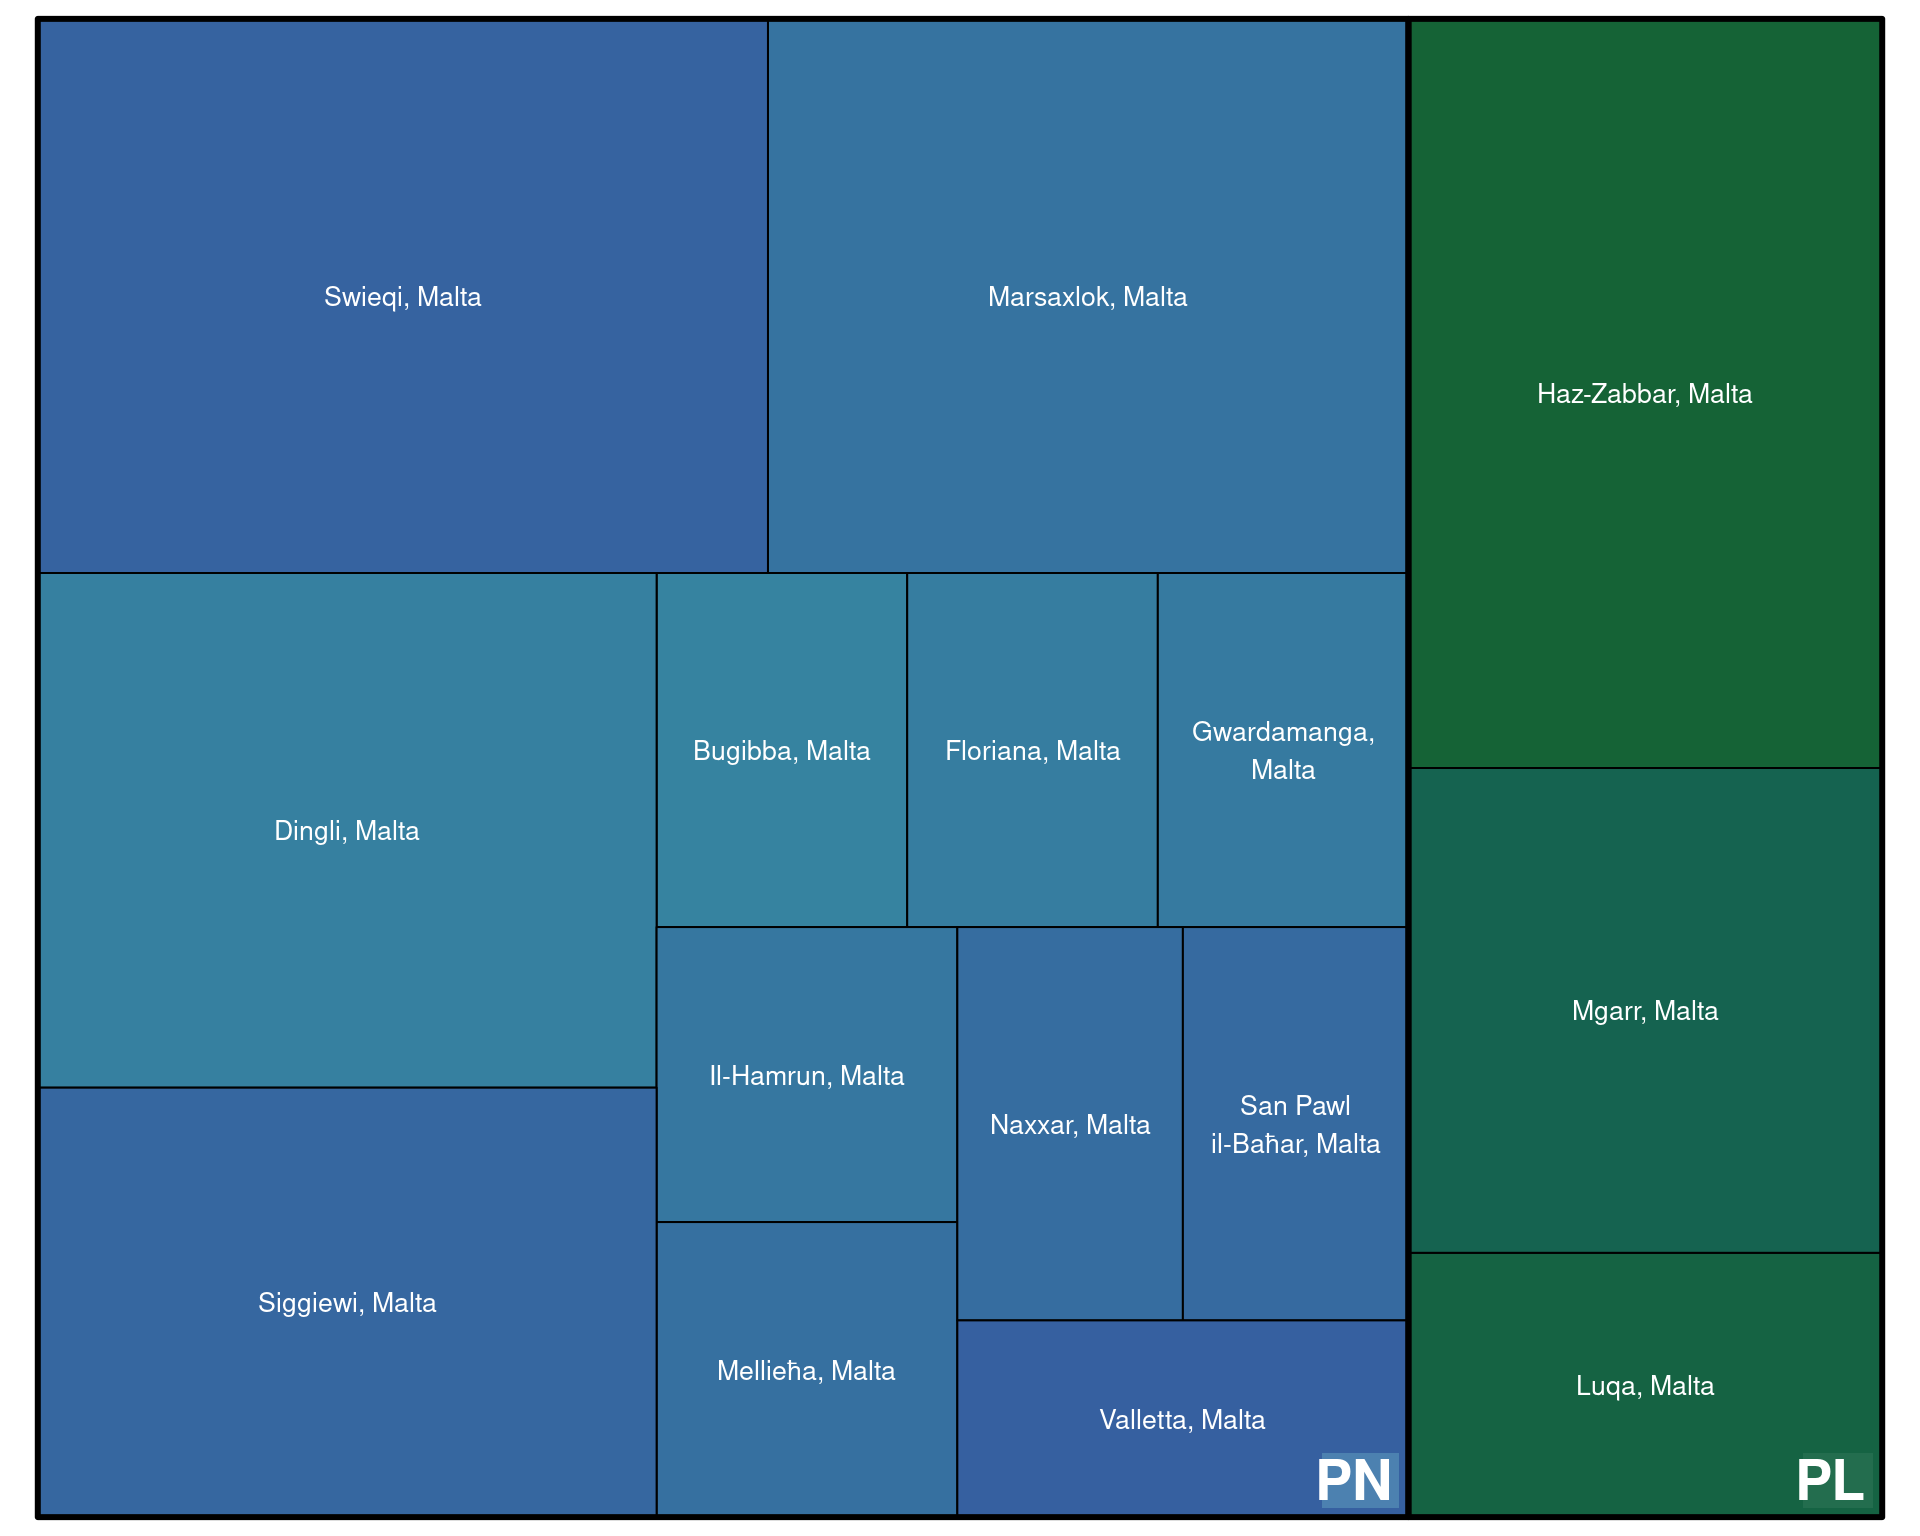 Swieqi, Malta
Marsaxlok, Malta
Haz-Zabbar, Malta
Dingli, Malta
Bugibba, Malta
Floriana, Malta
Gwardamanga,
Malta
Mgarr, Malta
Il-Hamrun, Malta
Naxxar, Malta
San Pawl
il-Baħar, Malta
Siggiewi, Malta
Mellieħa, Malta
Valletta, Malta
Luqa, Malta
PN
PL